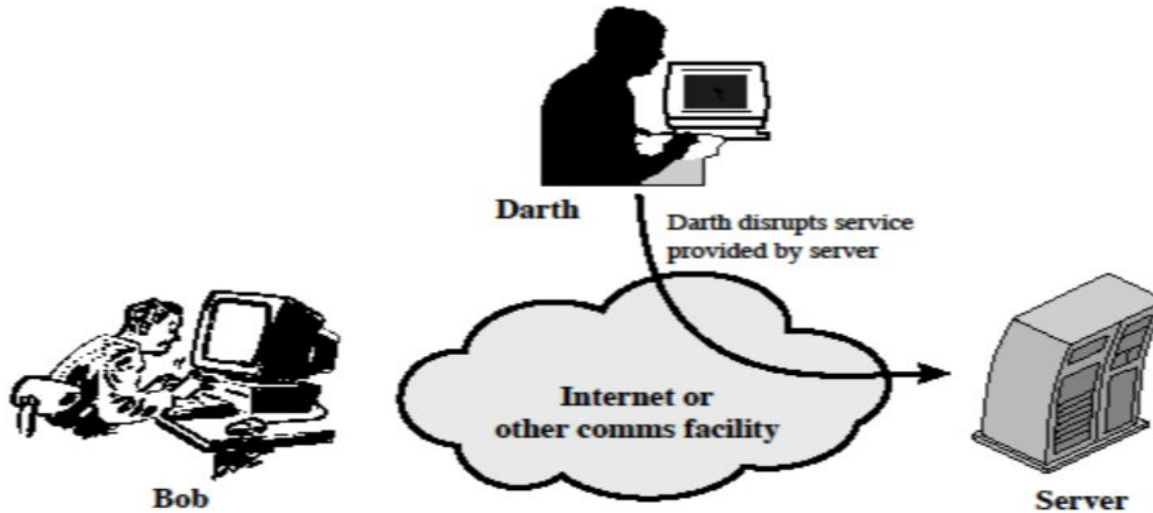 Darth
Darth disrupts service
provided by server
Internet or
other comms facility
Bob
Server